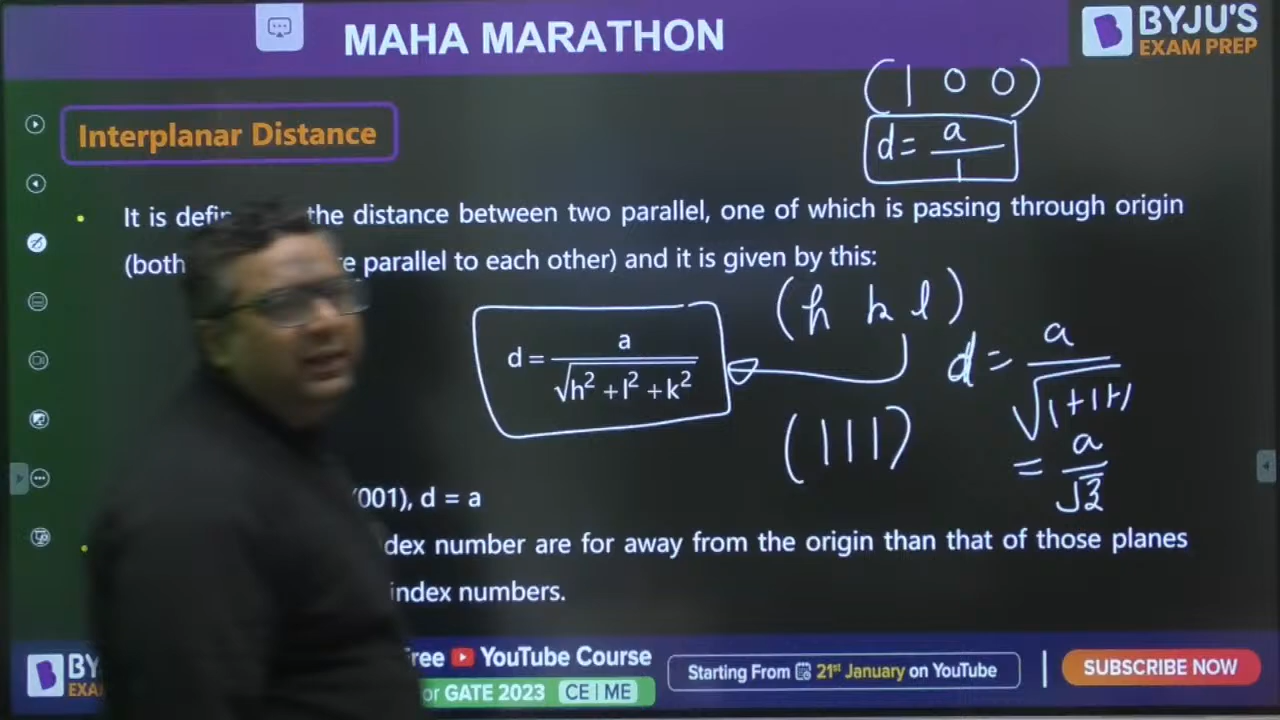 MAHA MARATHON
BYJU'S
EXAM PREP
(1 0 0)
d = a/1
Interplanar Distance
It is the distance between two parallel, one of which is passing through origin
(both parallel to each other) and it is given by this:
(h k l)
d = a / √h² + l² + k²
d = a / √1+1+1
(111)
= a / √3
(001), d = a
dex number are for away from the origin than that of those planes
index numbers.
BY
EXA
ree YouTube Course
or GATE 2023 CE | ME
Starting From 21st January on YouTube
SUBSCRIBE NOW